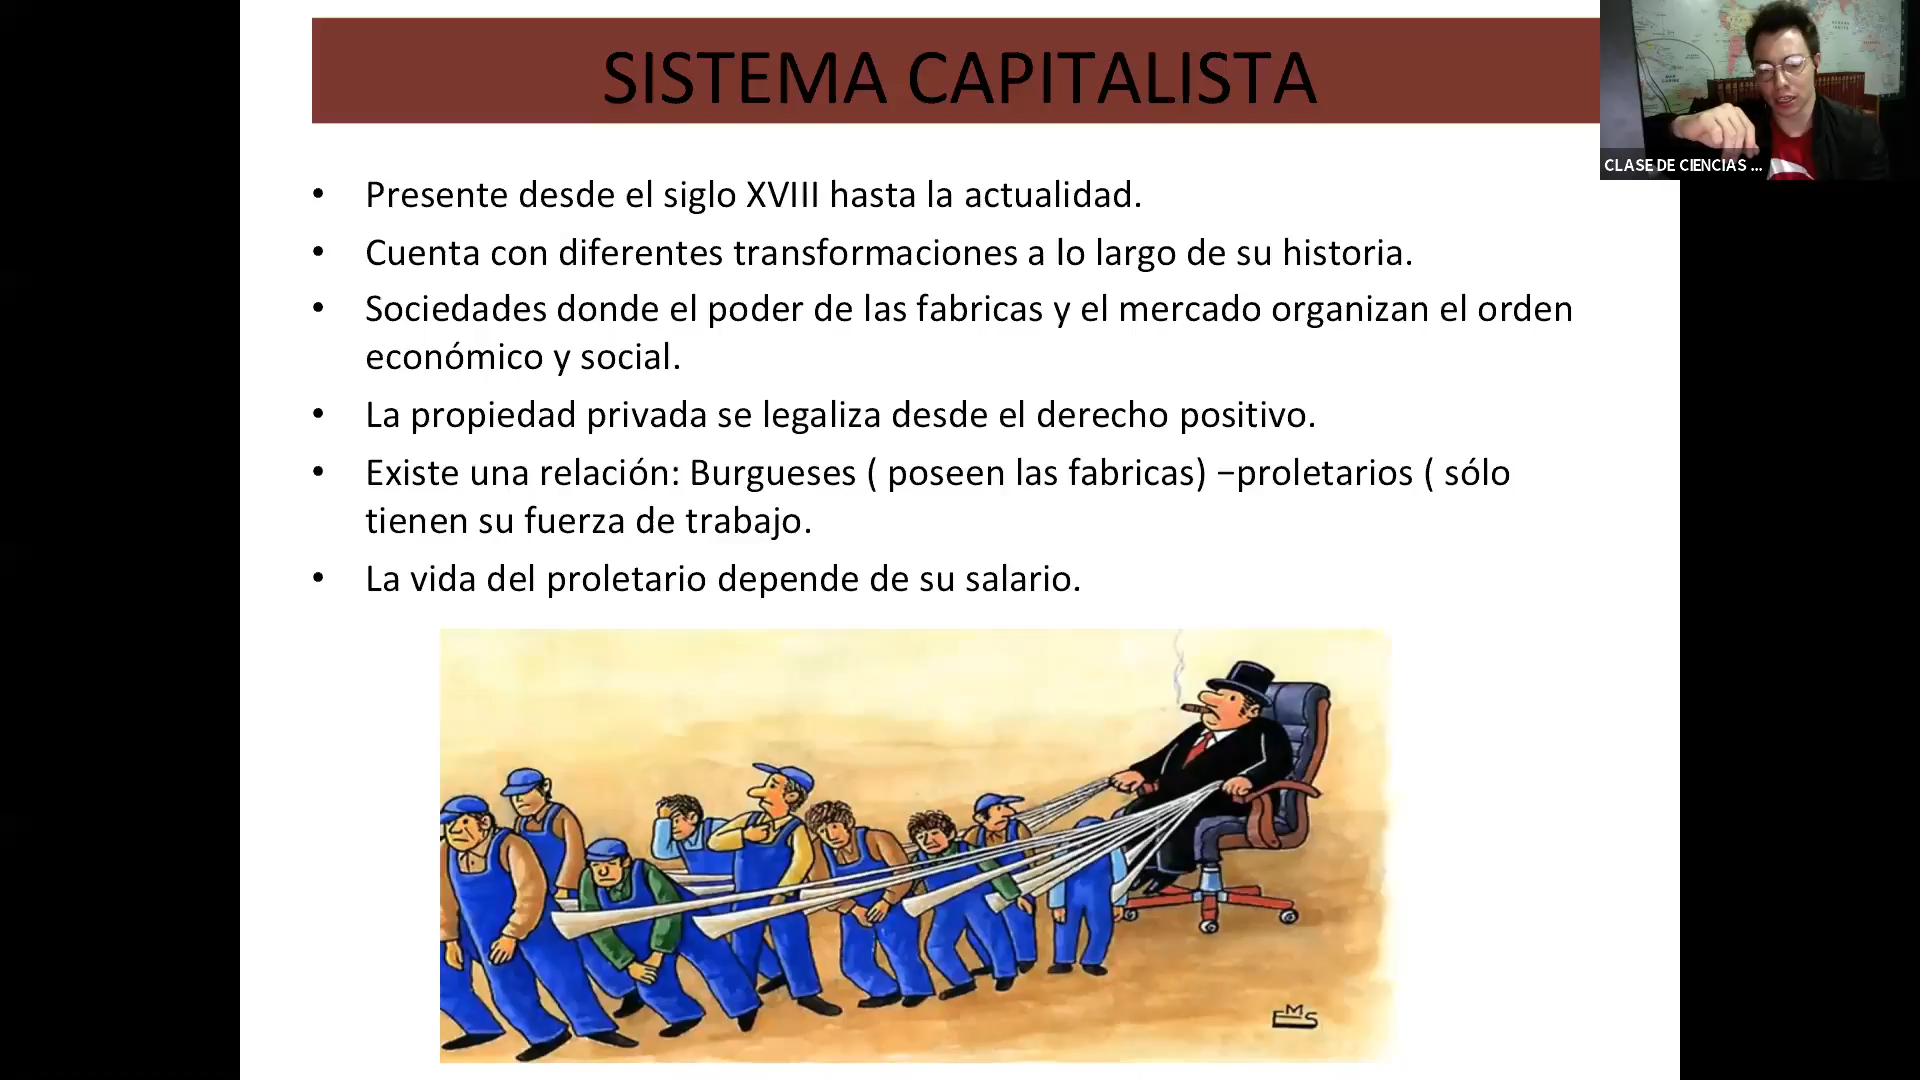 SISTEMA CAPITALISTA
CLASE DE CIENCIAS ...
• Presente desde el siglo XVIII hasta la actualidad.
• Cuenta con diferentes transformaciones a lo largo de su historia.
• Sociedades donde el poder de las fabricas y el mercado organizan el orden
económico y social.
• La propiedad privada se legaliza desde el derecho positivo.
• Existe una relación: Burgueses ( poseen las fabricas) −proletarios ( sólo
tienen su fuerza de trabajo.
• La vida del proletario depende de su salario.